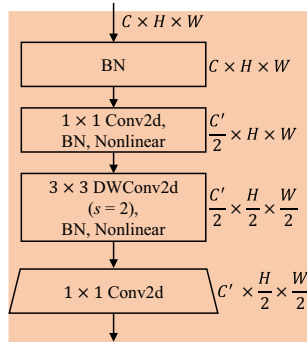 C × H × W
BN
C × H × W
1 × 1 Conv2d,
BN, Nonlinear
C′/2 × H × W
3 × 3 DWConv2d
(s = 2),
BN, Nonlinear
C′/2 × H/2 × W/2
1 × 1 Conv2d
C′ × H/2 × W/2